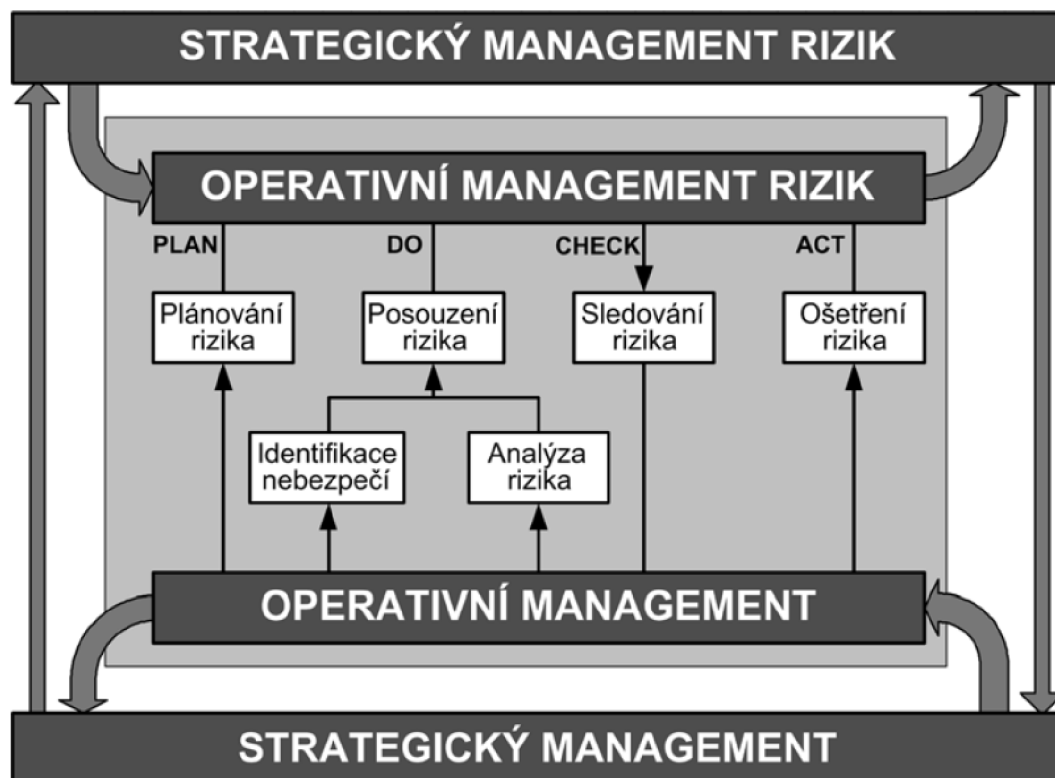 STRATEGICKÝ MANAGEMENT RIZIK
OPERATIVNÍ MANAGEMENT RIZIK
PLAN
DO
CHECK
ACT
Plánování
rizika
Posouzení
rizika
Sledování
rizika
Ošetření
rizika
Identifikace
nebezpečí
Analýza
rizika
OPERATIVNÍ MANAGEMENT
STRATEGICKÝ MANAGEMENT